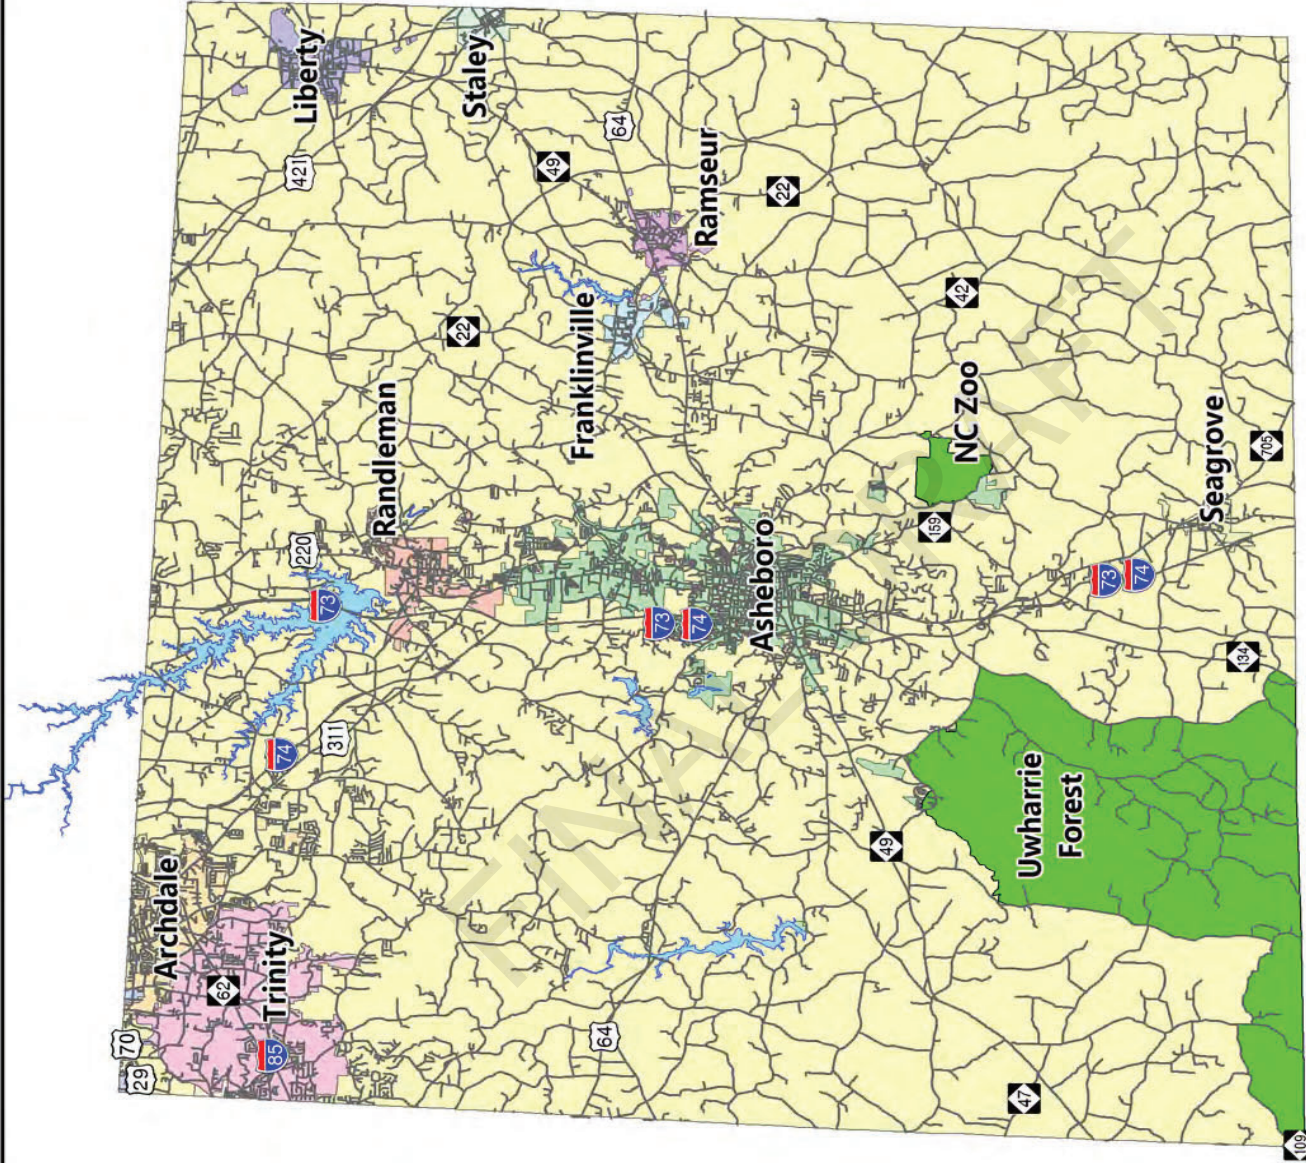 70
29
Archdale
62
85
Trinity
74
421
220
Liberty
73
311
Randleman
22
Staley
49
Franklinville
64
64
73
74
Ramseur
Asheboro
22
FINAL DRAFT
49
159
42
NC Zoo
47
Uwharrie
Forest
73
74
Seagrove
134
705
109